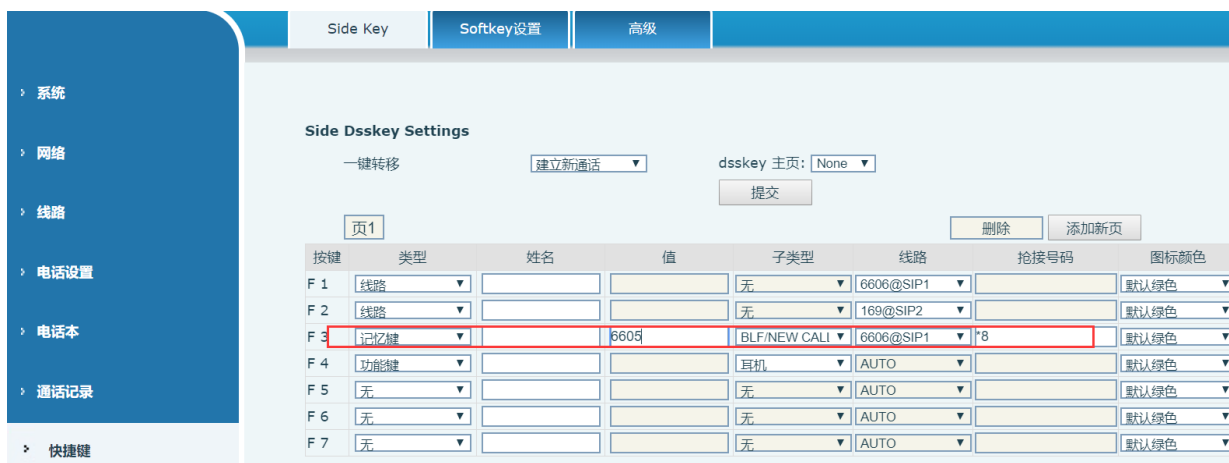 Side Key Softkey设置 高级
系统
网络
线路
电话设置
电话本
通话记录
快捷键
Side Dsskey Settings
一键转移 建立新通话 dsskey 主页: None
提交
页1 删除 添加新页
按键 类型 姓名 值 子类型 线路 抢接号码 图标颜色
F 1 线路 无 6606@SIP1 默认绿色
F 2 线路 无 169@SIP2 默认绿色
F 3 记忆键 6605 BLF/NEW CALL 6606@SIP1 *8 默认绿色
F 4 功能键 耳机 AUTO 默认绿色
F 5 无 无 AUTO 默认绿色
F 6 无 无 AUTO 默认绿色
F 7 无 无 AUTO 默认绿色